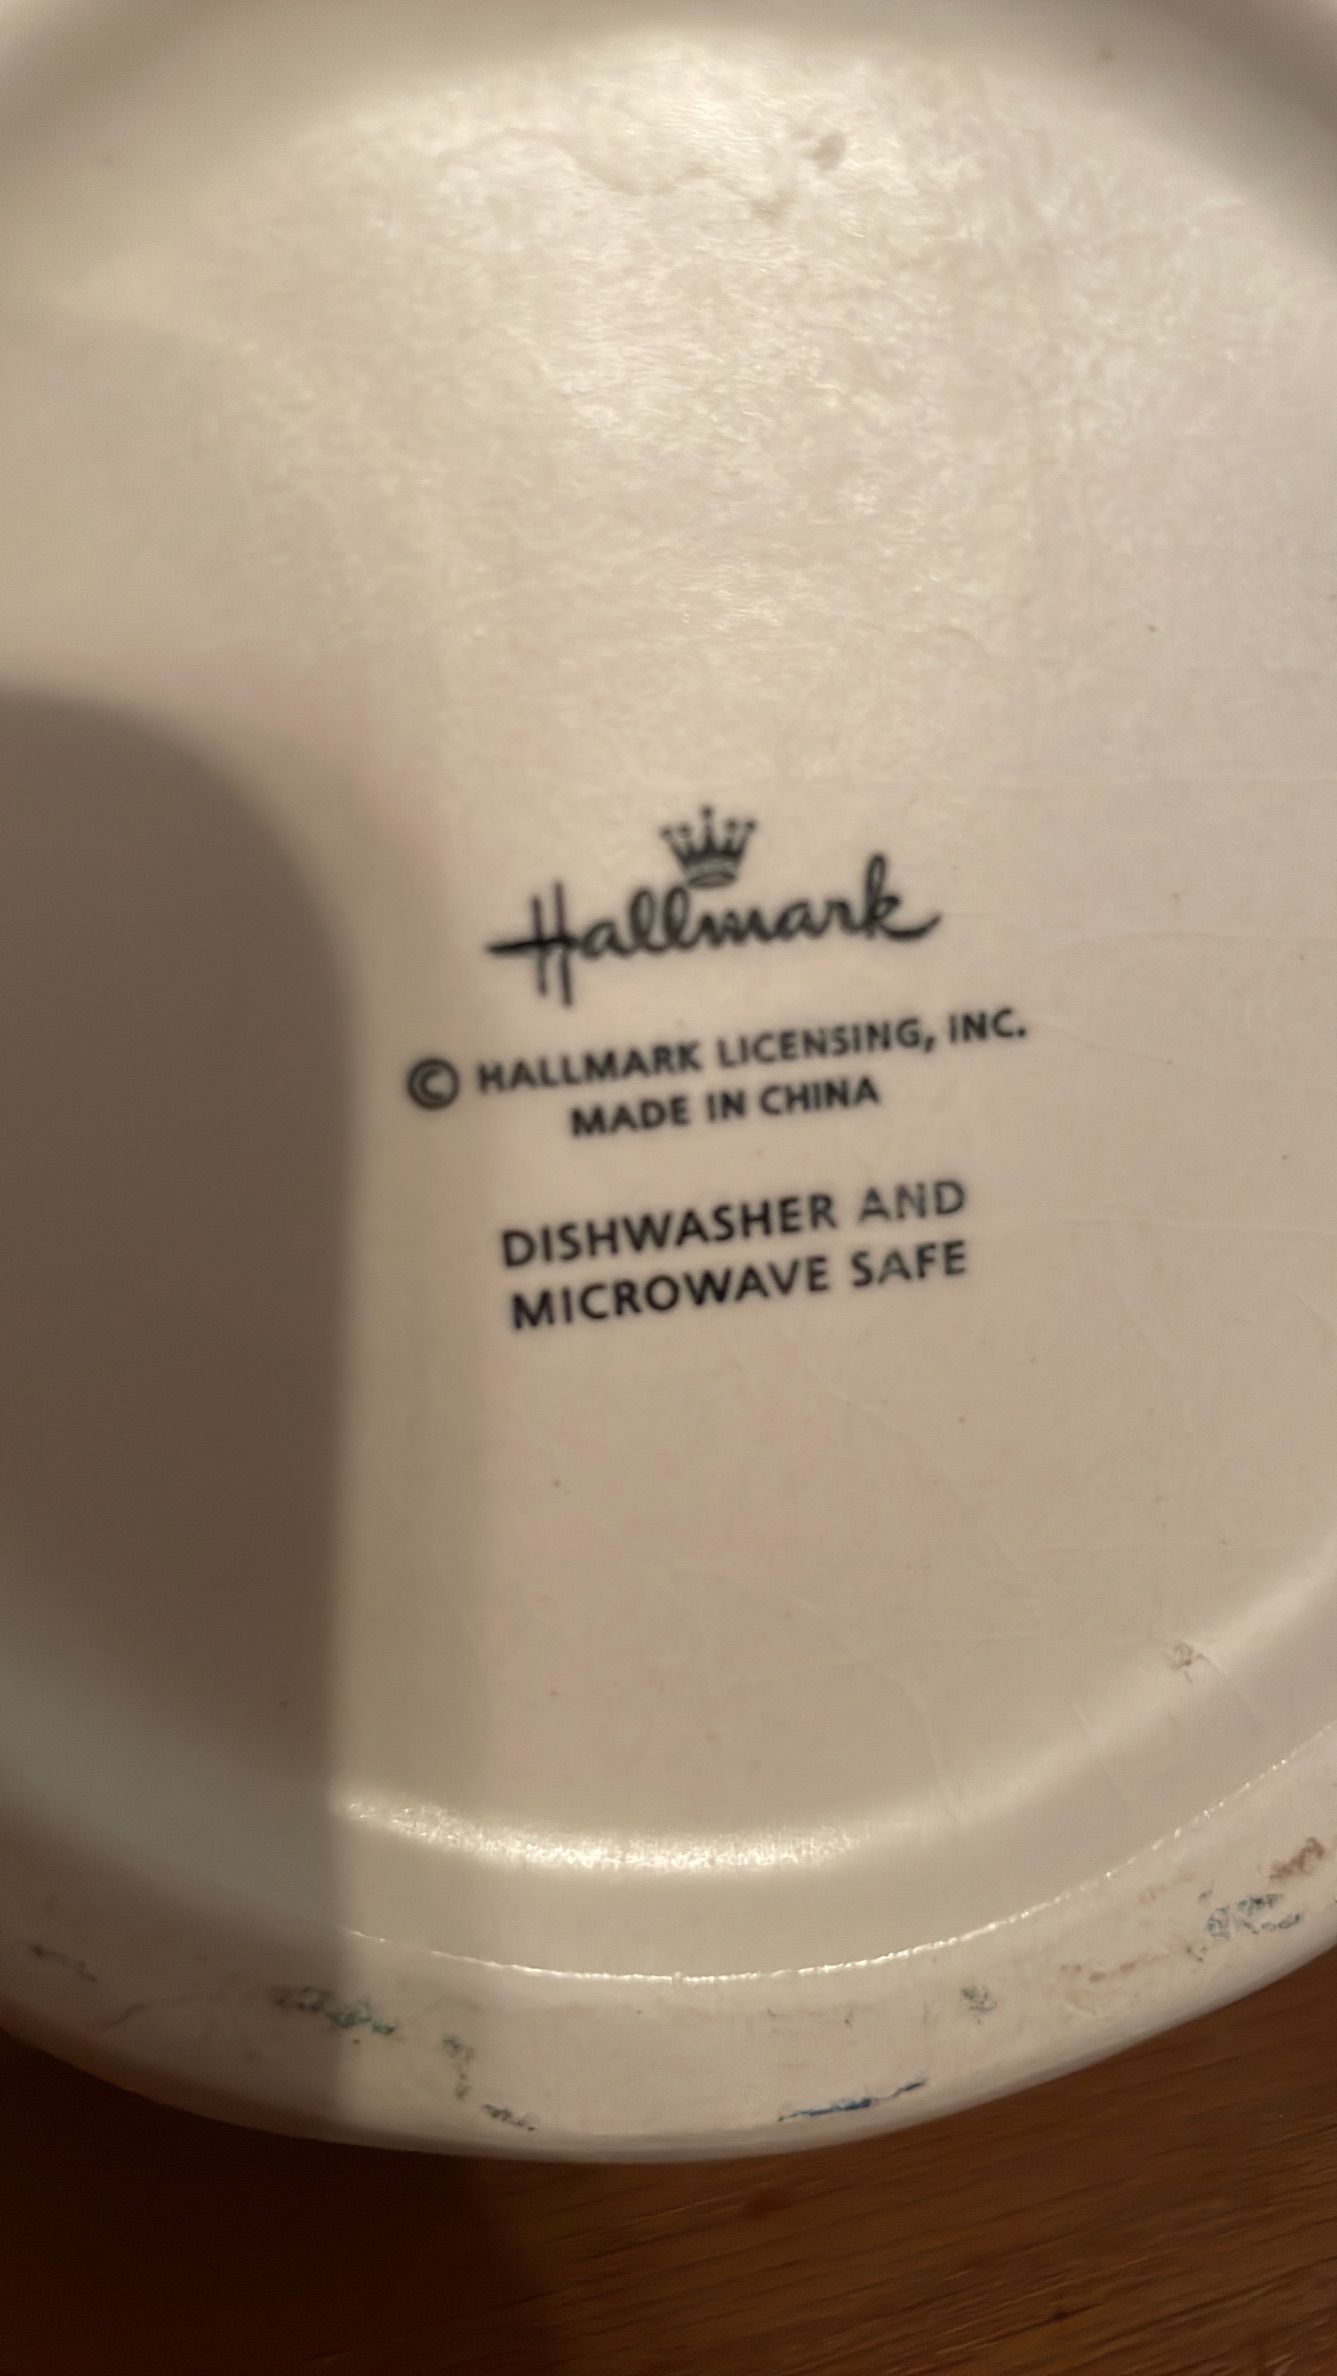 Hallmark
© HALLMARK LICENSING, INC.
MADE IN CHINA
DISHWASHER AND
MICROWAVE SAFE